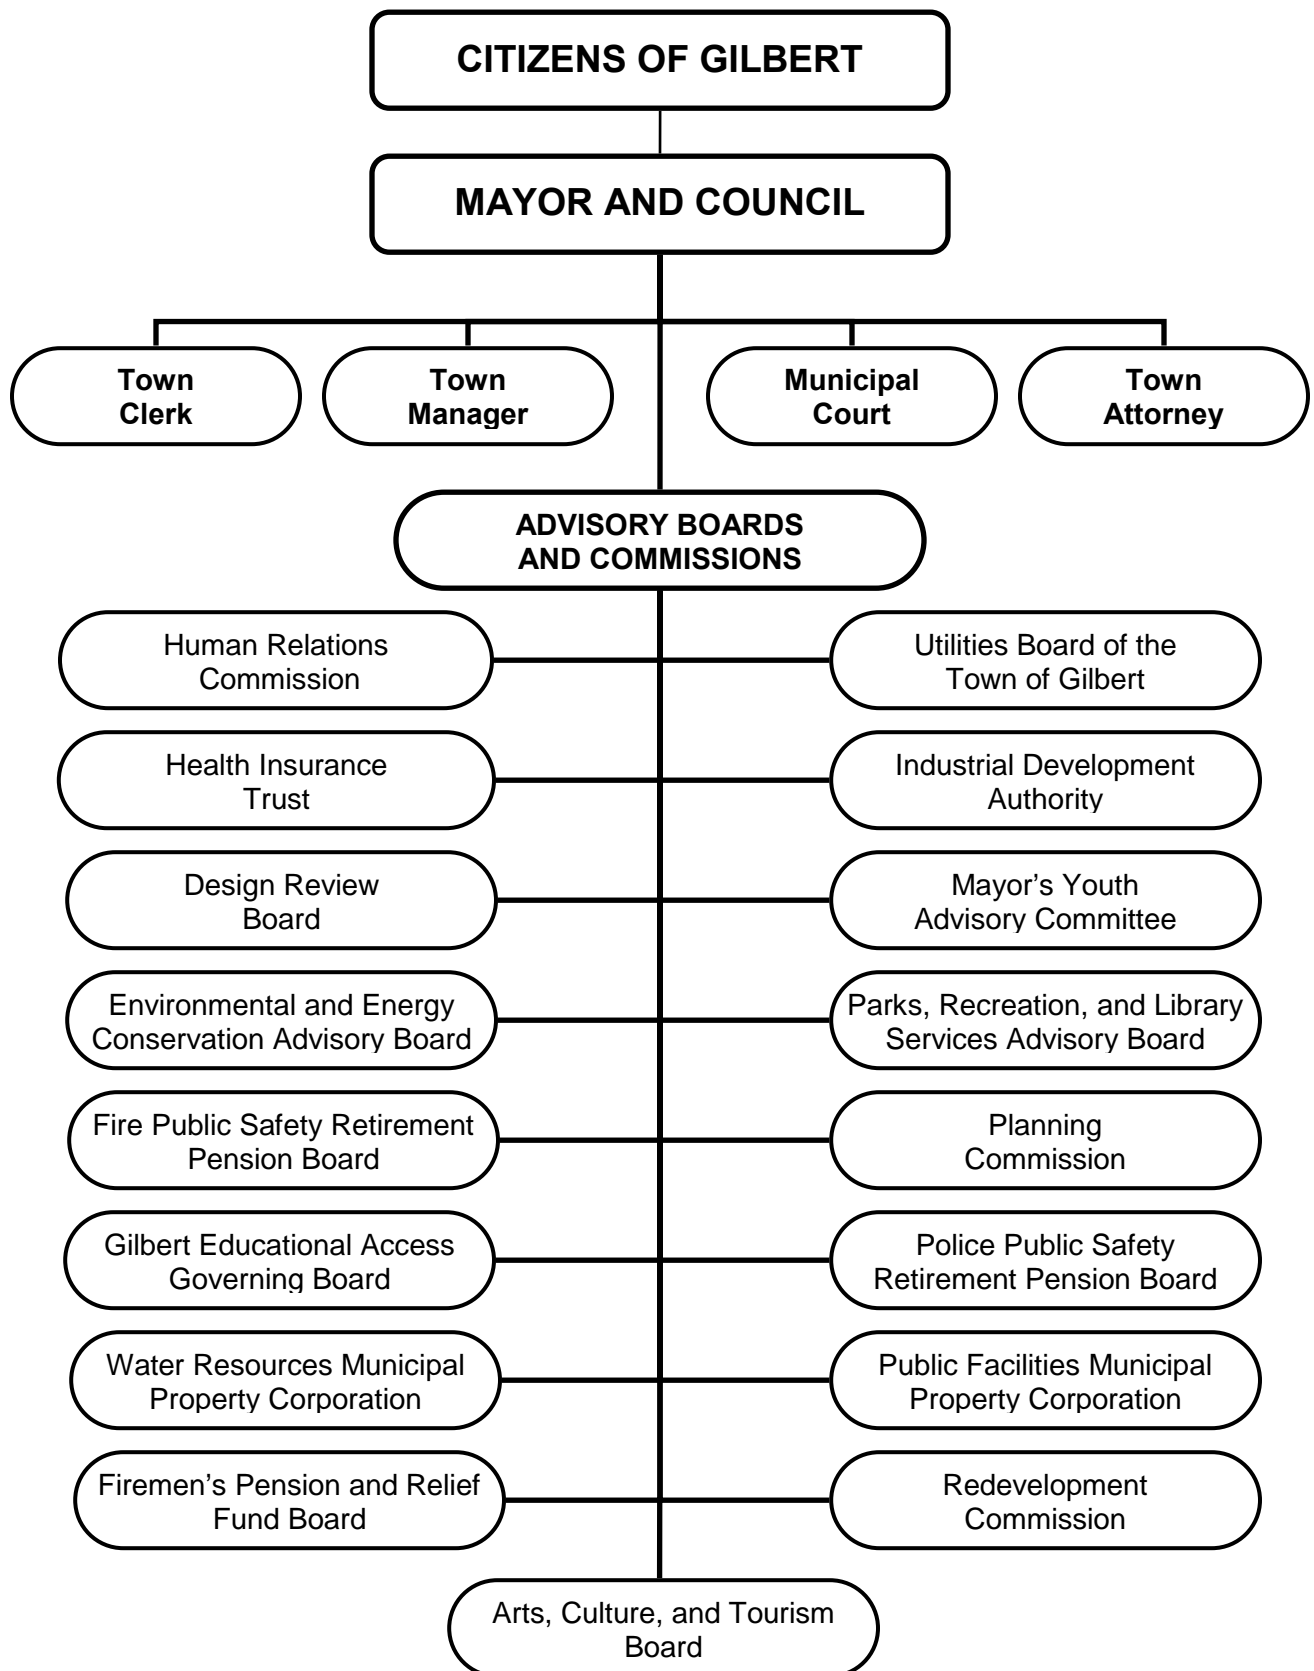 CITIZENS OF GILBERT
MAYOR AND COUNCIL
Town
Clerk
Town
Manager
Municipal
Court
Town
Attorney
ADVISORY BOARDS
AND COMMISSIONS
Human Relations
Commission
Utilities Board of the
Town of Gilbert
Health Insurance
Trust
Industrial Development
Authority
Design Review
Board
Mayor’s Youth
Advisory Committee
Environmental and Energy
Conservation Advisory Board
Parks, Recreation, and Library
Services Advisory Board
Fire Public Safety Retirement
Pension Board
Planning
Commission
Gilbert Educational Access
Governing Board
Police Public Safety
Retirement Pension Board
Water Resources Municipal
Property Corporation
Public Facilities Municipal
Property Corporation
Firemen’s Pension and Relief
Fund Board
Redevelopment
Commission
Arts, Culture, and Tourism
Board